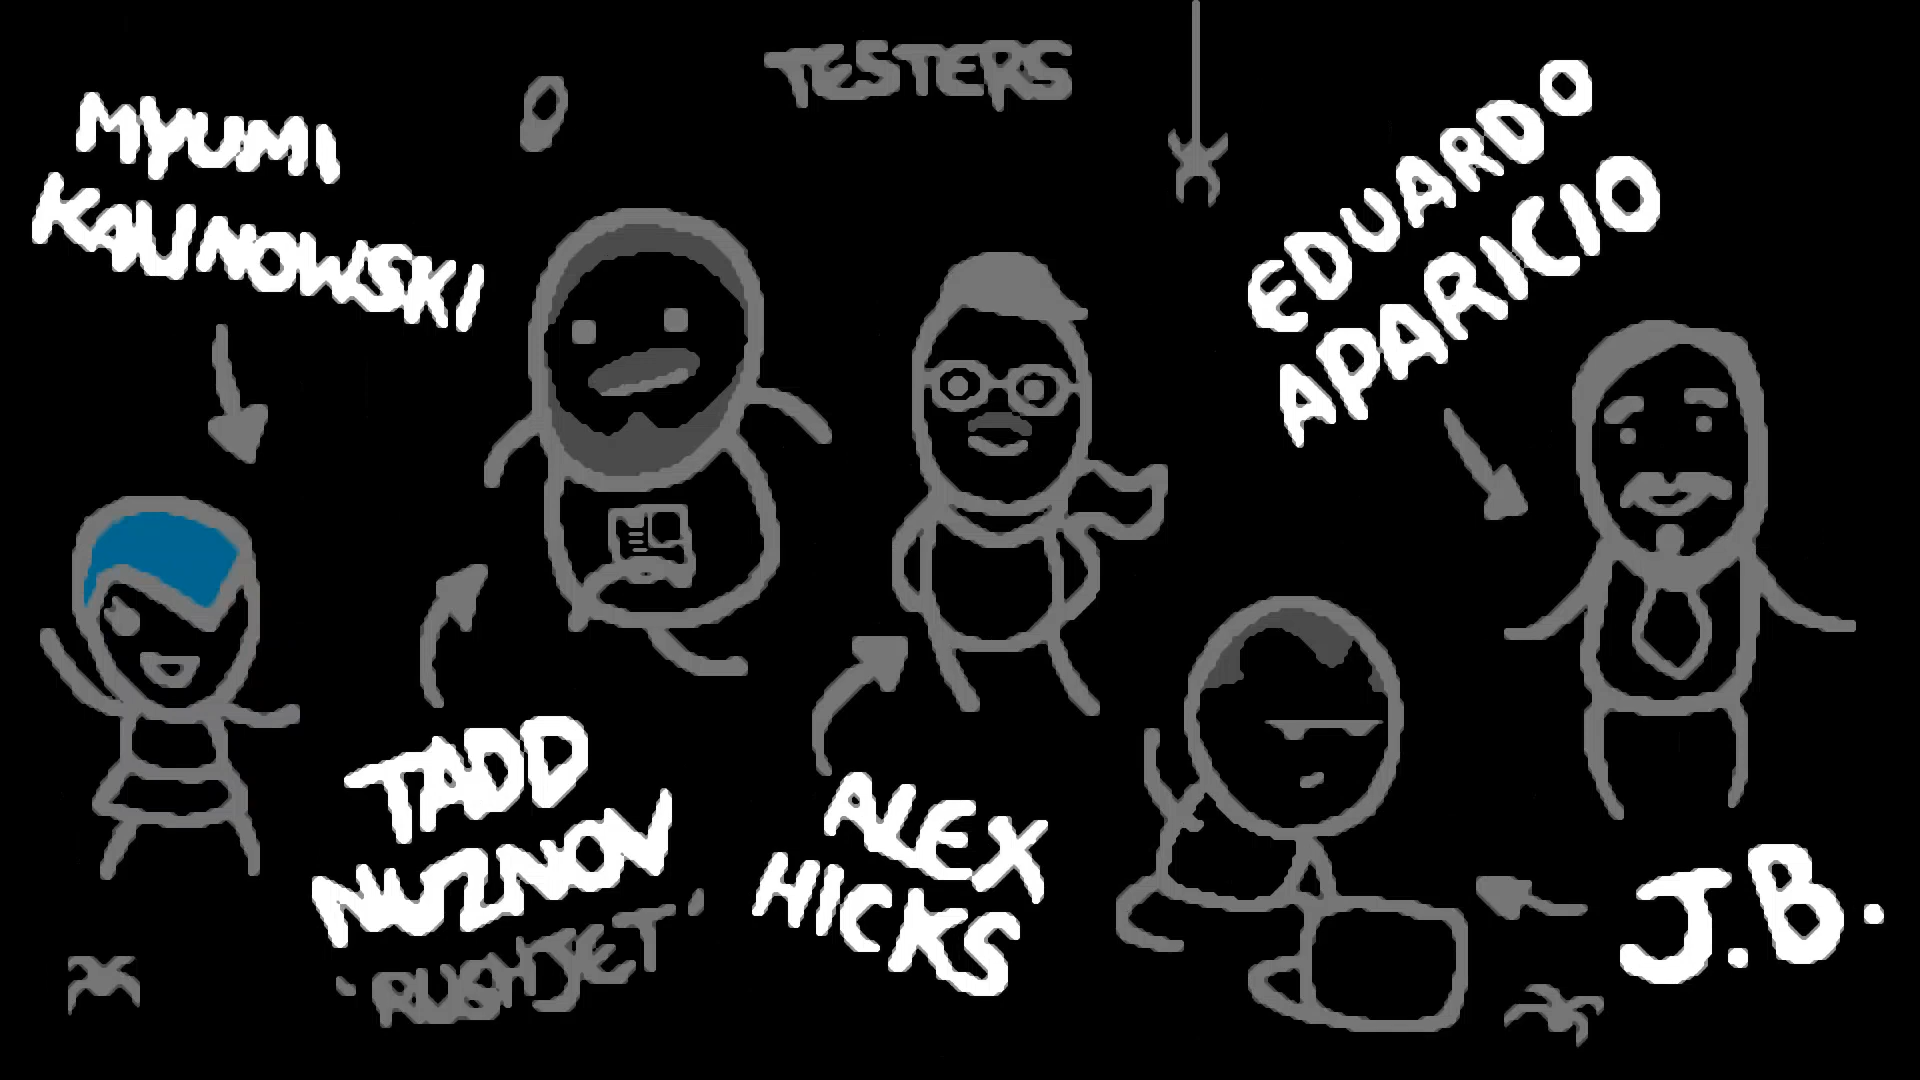 TESTERS
MYUMI
KALINOWSKI
EDUARDO
APARICIO
TADD
NUZNOV
'RUSHJET'
ALEX
HICKS
J.B.